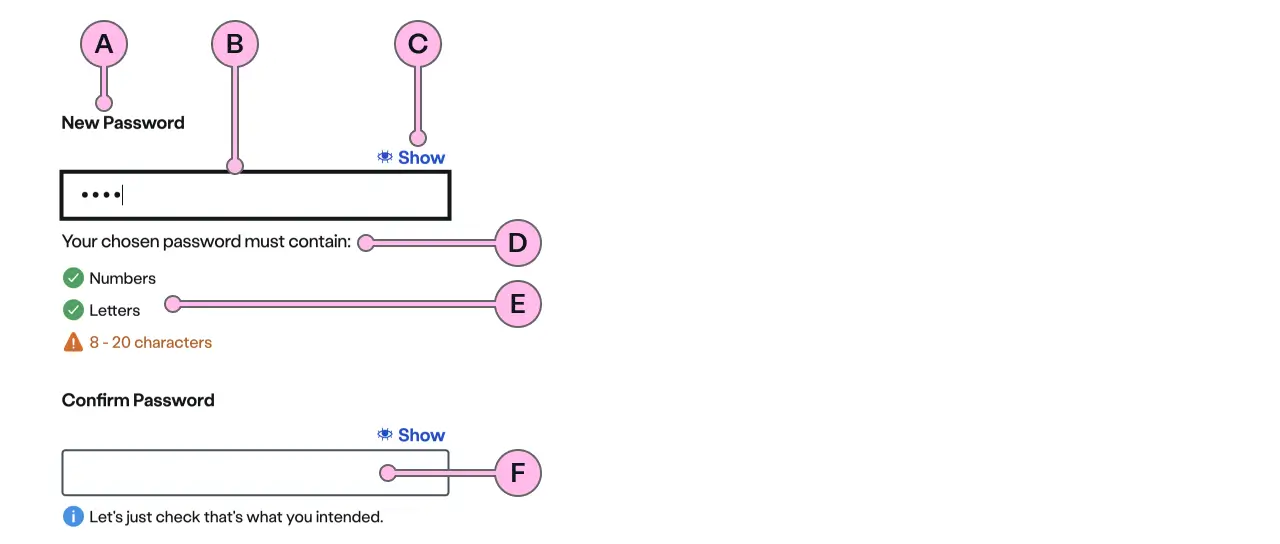 A B C
New Password
Show
••••
Your chosen password must contain:
D
Numbers
E
Letters
8 - 20 characters
Confirm Password
Show
F
Let's just check that's what you intended.